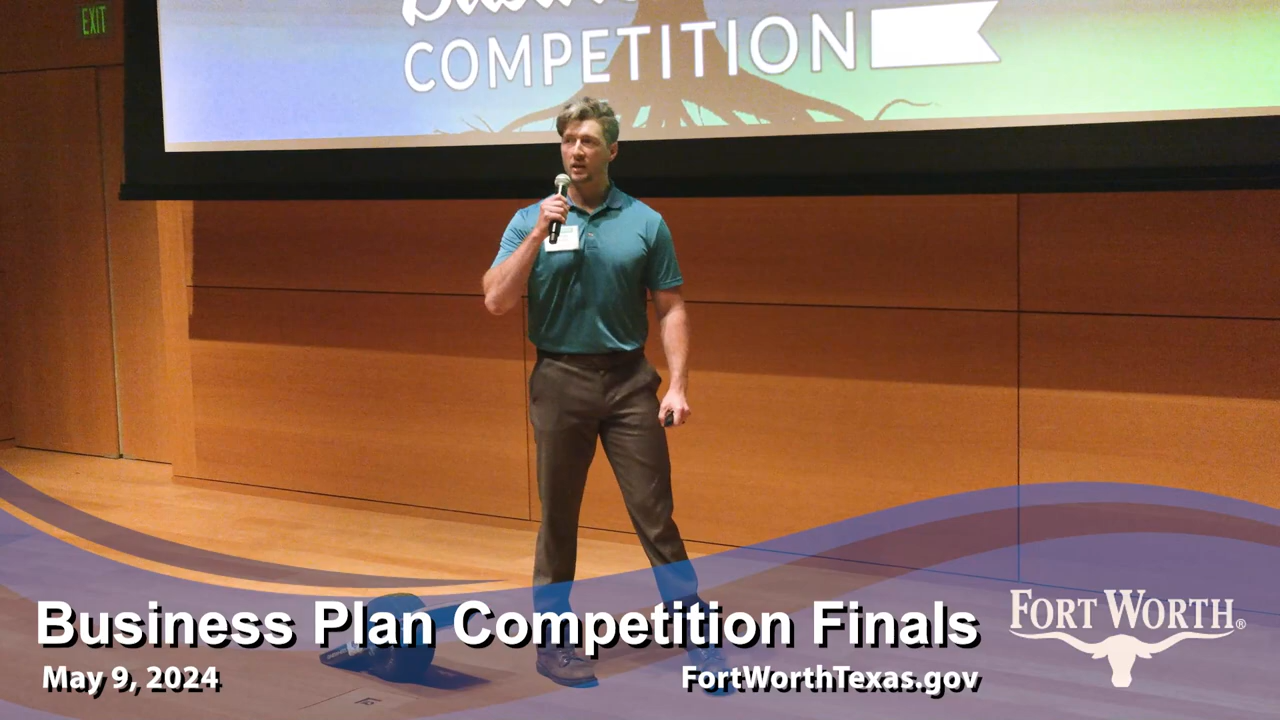 EXIT
COMPETITION
Business Plan Competition Finals
May 9, 2024
FortWorthTexas.gov
FORT WORTH®